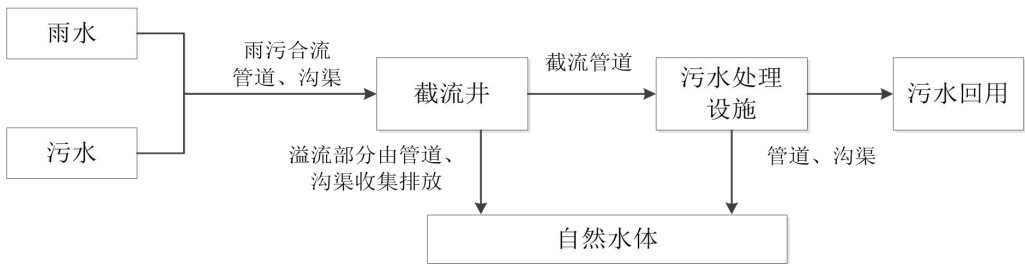 雨水
雨污合流
管道、沟渠
截流管道
截流井
污水处理
设施
污水回用
污水
溢流部分由管道、
沟渠收集排放
管道、沟渠
自然水体